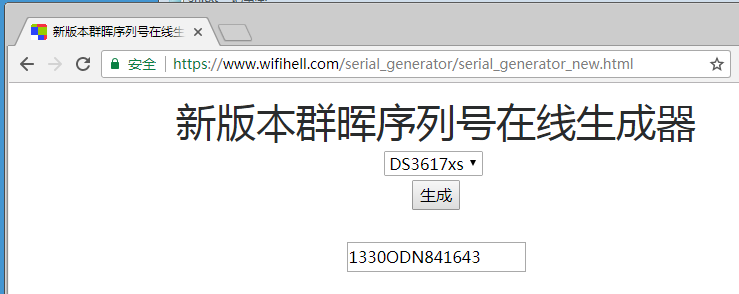 新版本群晖序列号在线生
安全 https://www.wifihell.com/serial_generator/serial_generator_new.html
新版本群晖序列号在线生成器
DS3617xs
生成
1330ODN841643